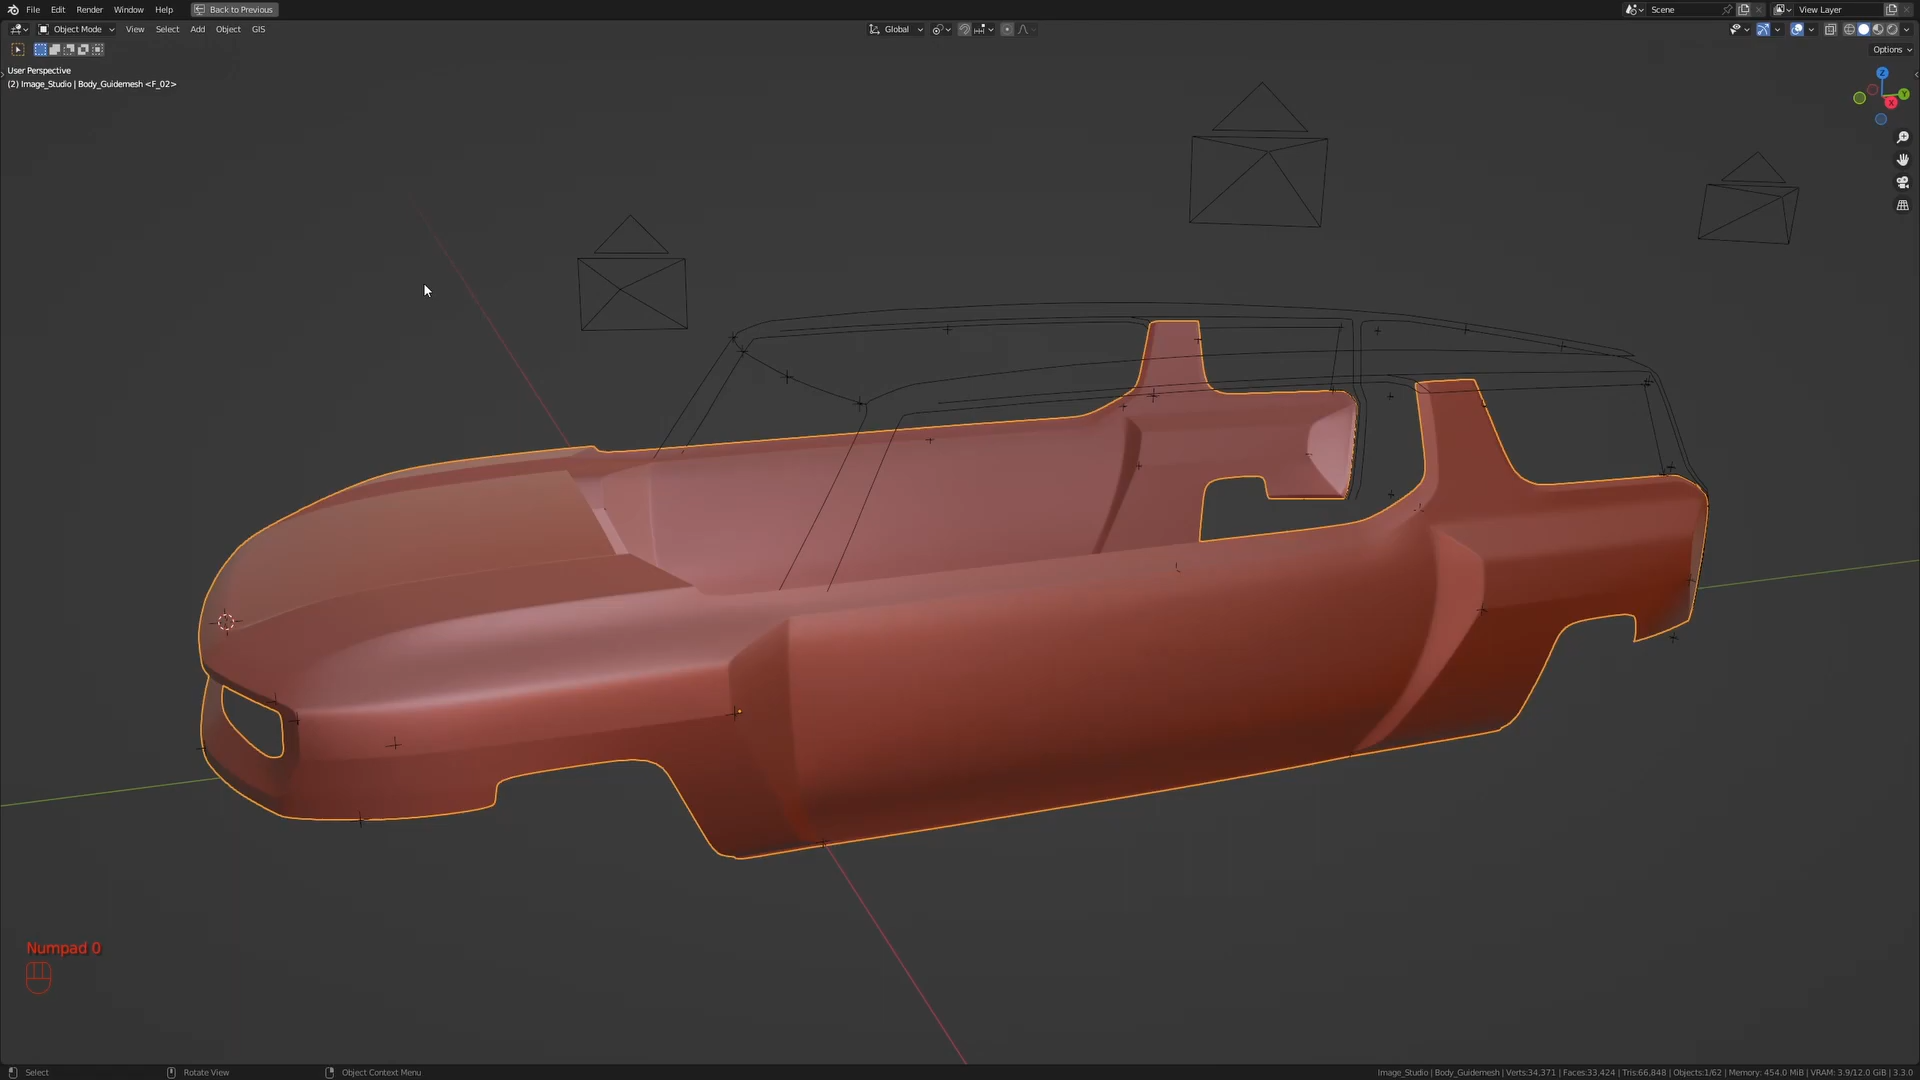 File Edit Render Window Help Back to Previous Scene View Layer
Object Mode View Select Add Object GIS Global
Options
User Perspective
(2) Image_Studio | Body_Guidemesh <F_02>
Z
Y
X
Numpad 0
Select Rotate View Object Context Menu Image_Studio | Body_Guidemesh | Verts:34,371 | Faces:33,424 | Tris:66,848 | Objects:1/62 | Memory: 454.0 MiB | VRAM: 3.9/12.0 GiB | 3.3.0